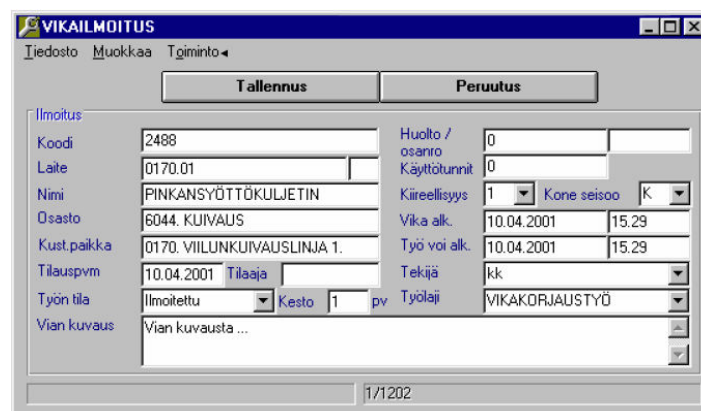 VIKAILMOITUS
Tiedosto Muokkaa Toiminto
Tallennus Peruutus
Ilmoitus
Koodi 2488 Huolto / osanro 0
Laite 0170.01 Käyttötunnit 0
Nimi PINKANSYÖTTÖKULJETIN Kiireellisyys 1 Kone seisoo K
Osasto 6044. KUIVAUS Vika alk. 10.04.2001 15.29
Kust.paikka 0170. VIILUNKUIVAUSLINJA 1. Työ voi alk. 10.04.2001 15.29
Tilauspvm 10.04.2001 Tilaaja Tekijä kk
Työn tila Ilmoitettu Kesto 1 pv Työlaji VIKAKORJAUSTYÖ
Vian kuvaus Vian kuvausta ...
1/1202